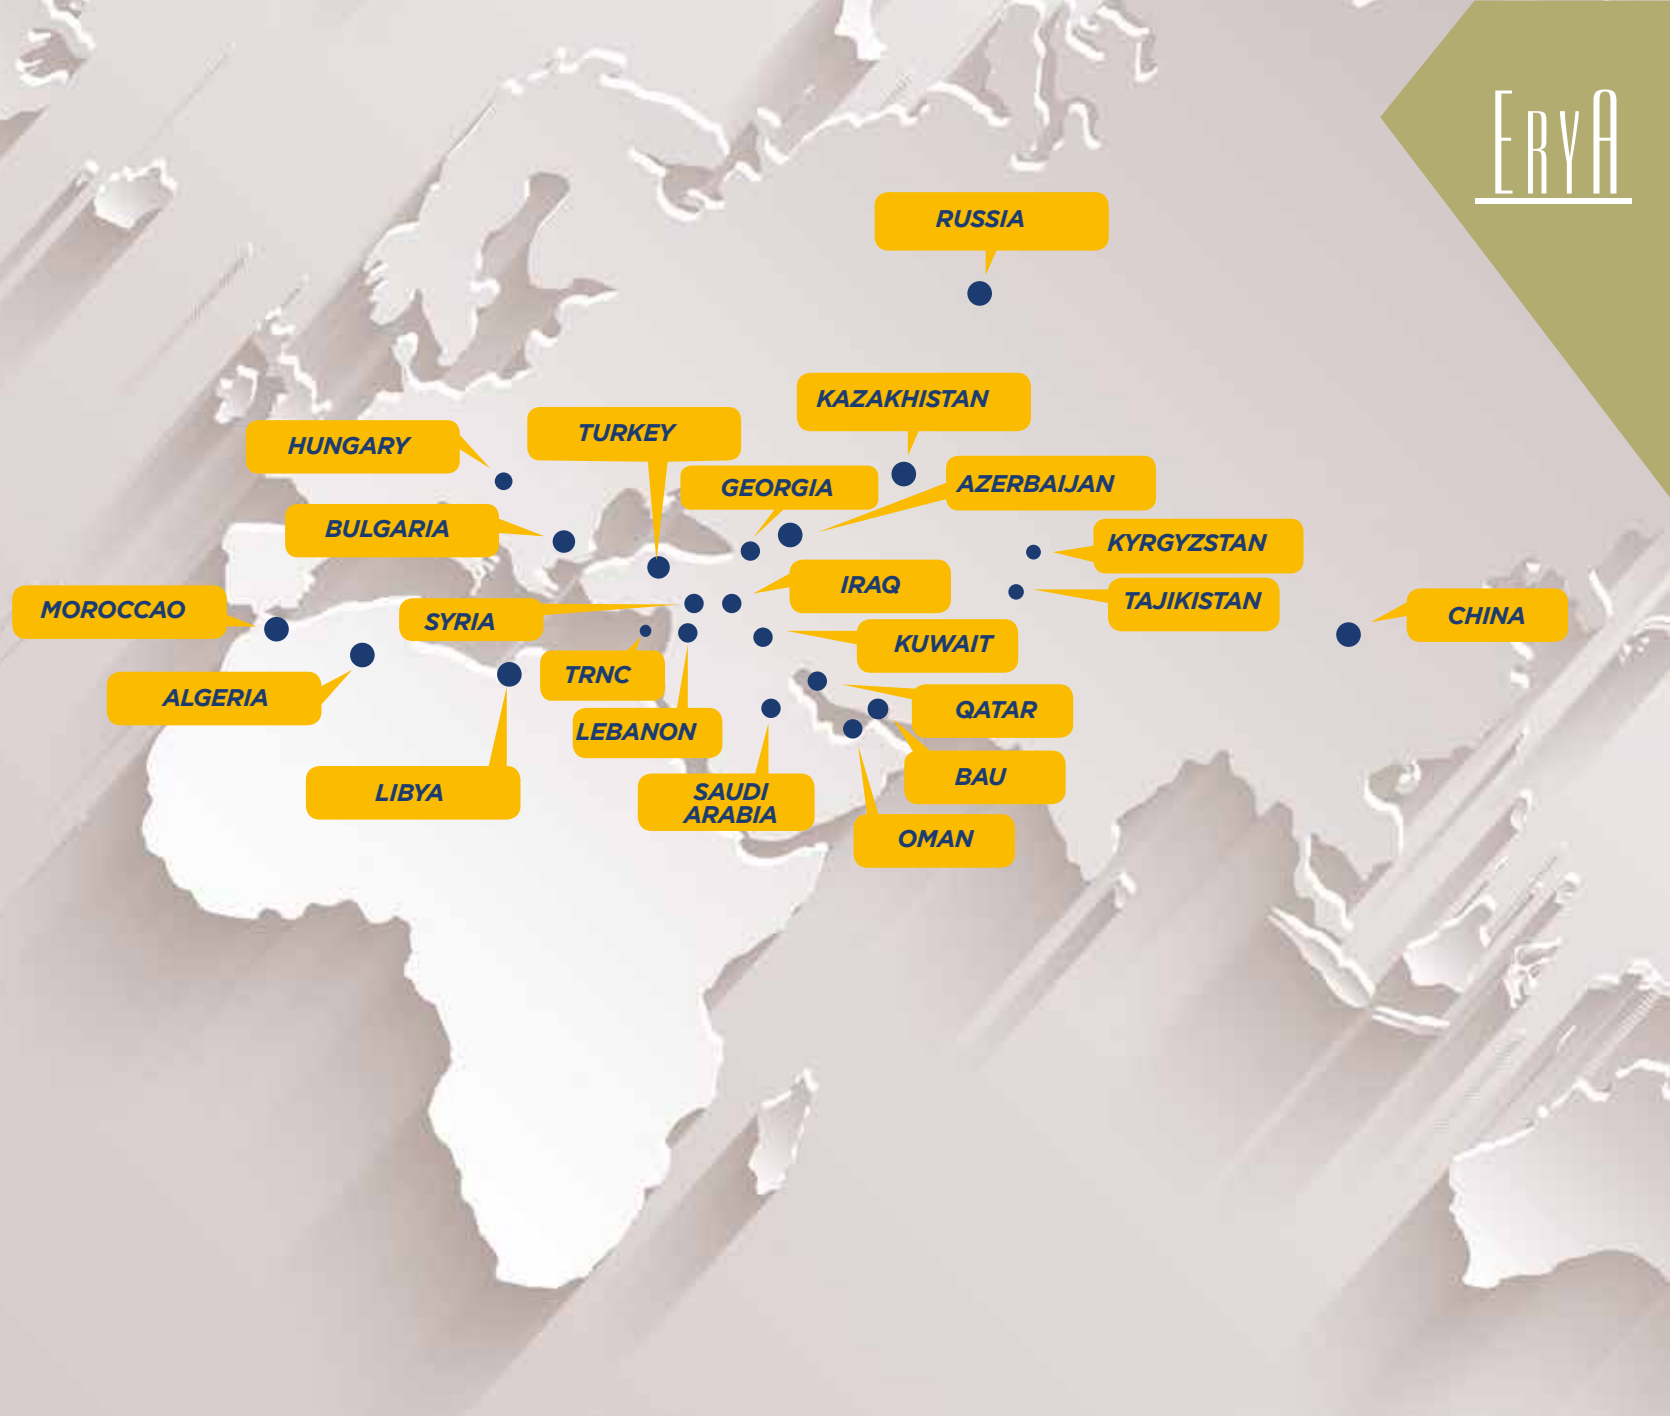 ERYA
RUSSIA
KAZAKHISTAN
TURKEY
HUNGARY
GEORGIA
AZERBAIJAN
BULGARIA
KYRGYZSTAN
IRAQ
TAJIKISTAN
MOROCCAO
CHINA
SYRIA
KUWAIT
TRNC
ALGERIA
QATAR
LEBANON
BAU
LIBYA
SAUDI
ARABIA
OMAN